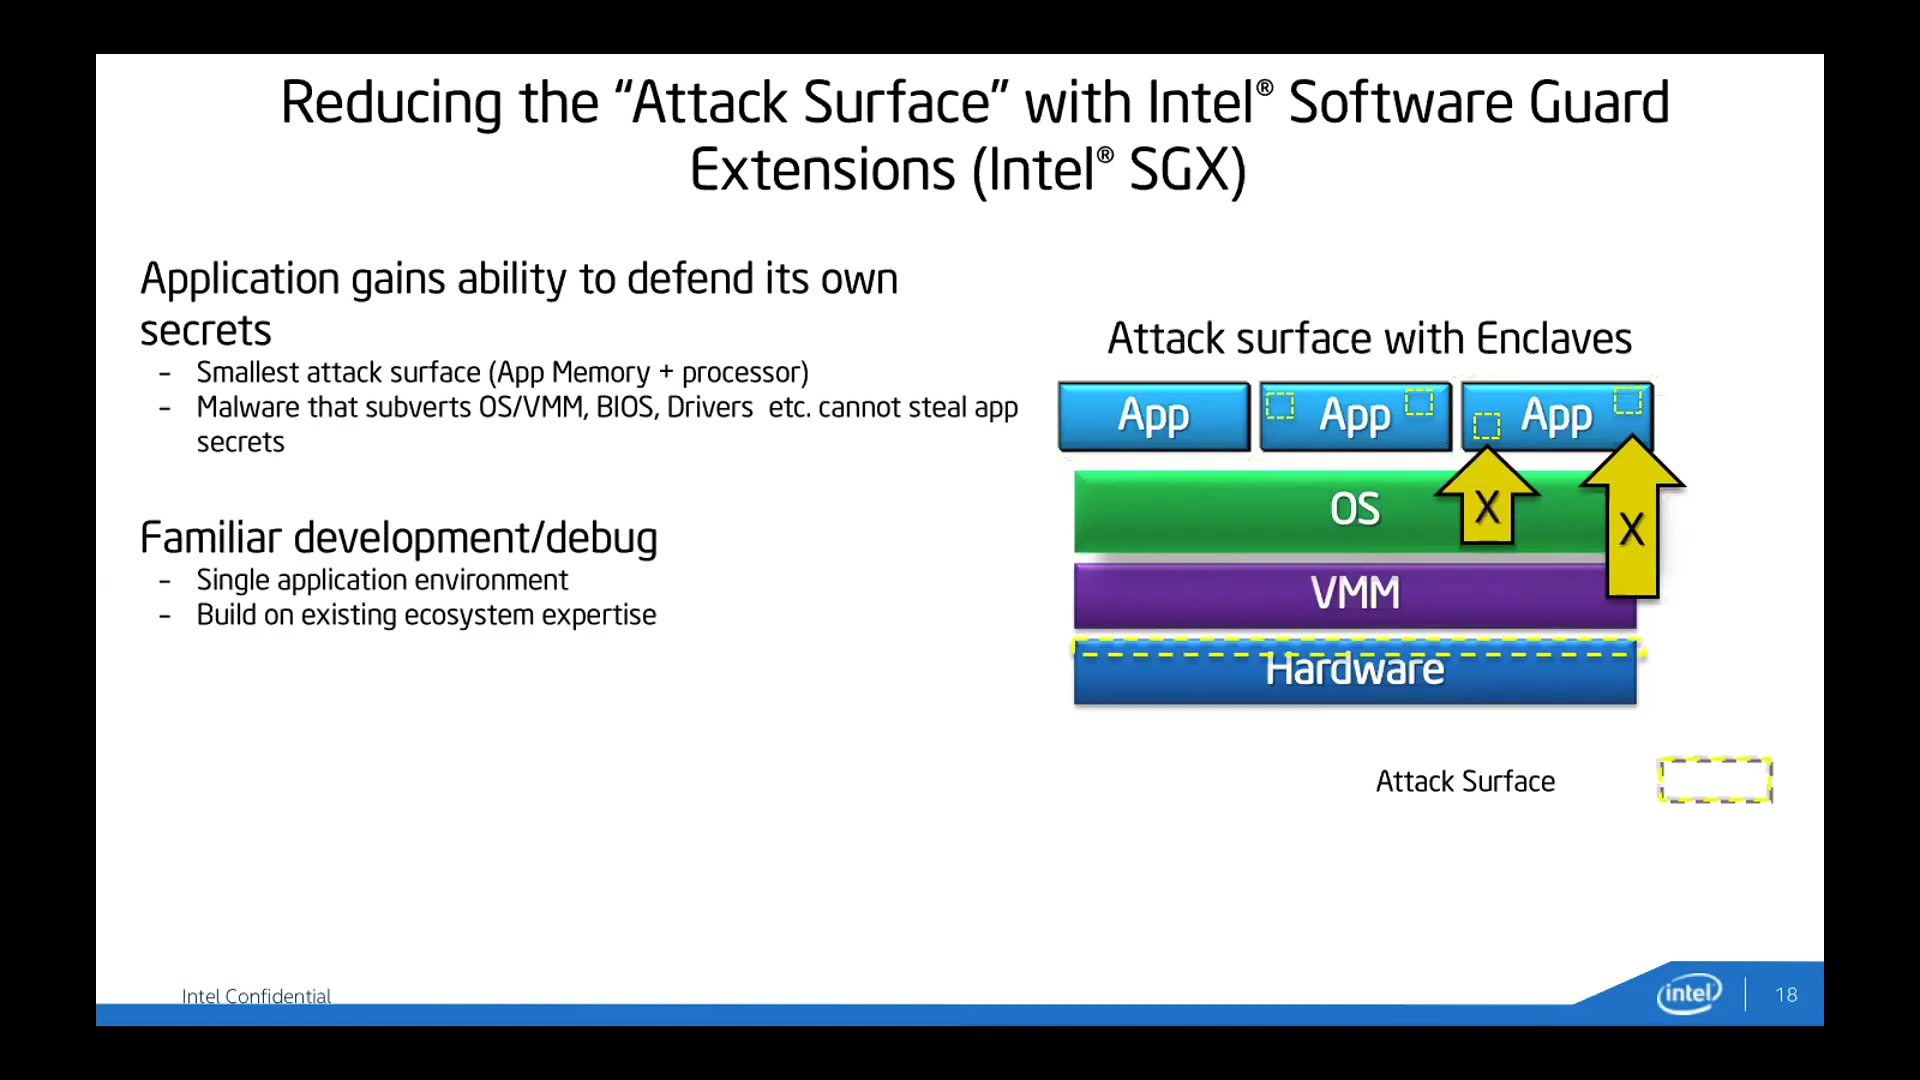 Reducing the “Attack Surface” with Intel® Software Guard
Extensions (Intel® SGX)
Application gains ability to defend its own
secrets
– Smallest attack surface (App Memory + processor)
– Malware that subverts OS/VMM, BIOS, Drivers etc. cannot steal app
secrets
Familiar development/debug
– Single application environment
– Build on existing ecosystem expertise
Attack surface with Enclaves
App App App
OS X
X
VMM
Hardware
Attack Surface
Intel Confidential
intel 18